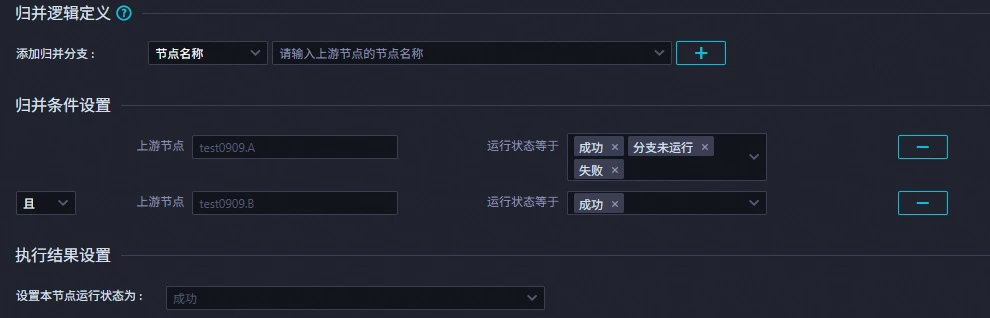 归并逻辑定义 ?
添加归并分支： 节点名称 请输入上游节点的节点名称 +
归并条件设置
上游节点 test0909.A 运行状态等于 成功 × 分支未运行 × −
失败 ×
且 上游节点 test0909.B 运行状态等于 成功 × −
执行结果设置
设置本节点运行状态为： 成功